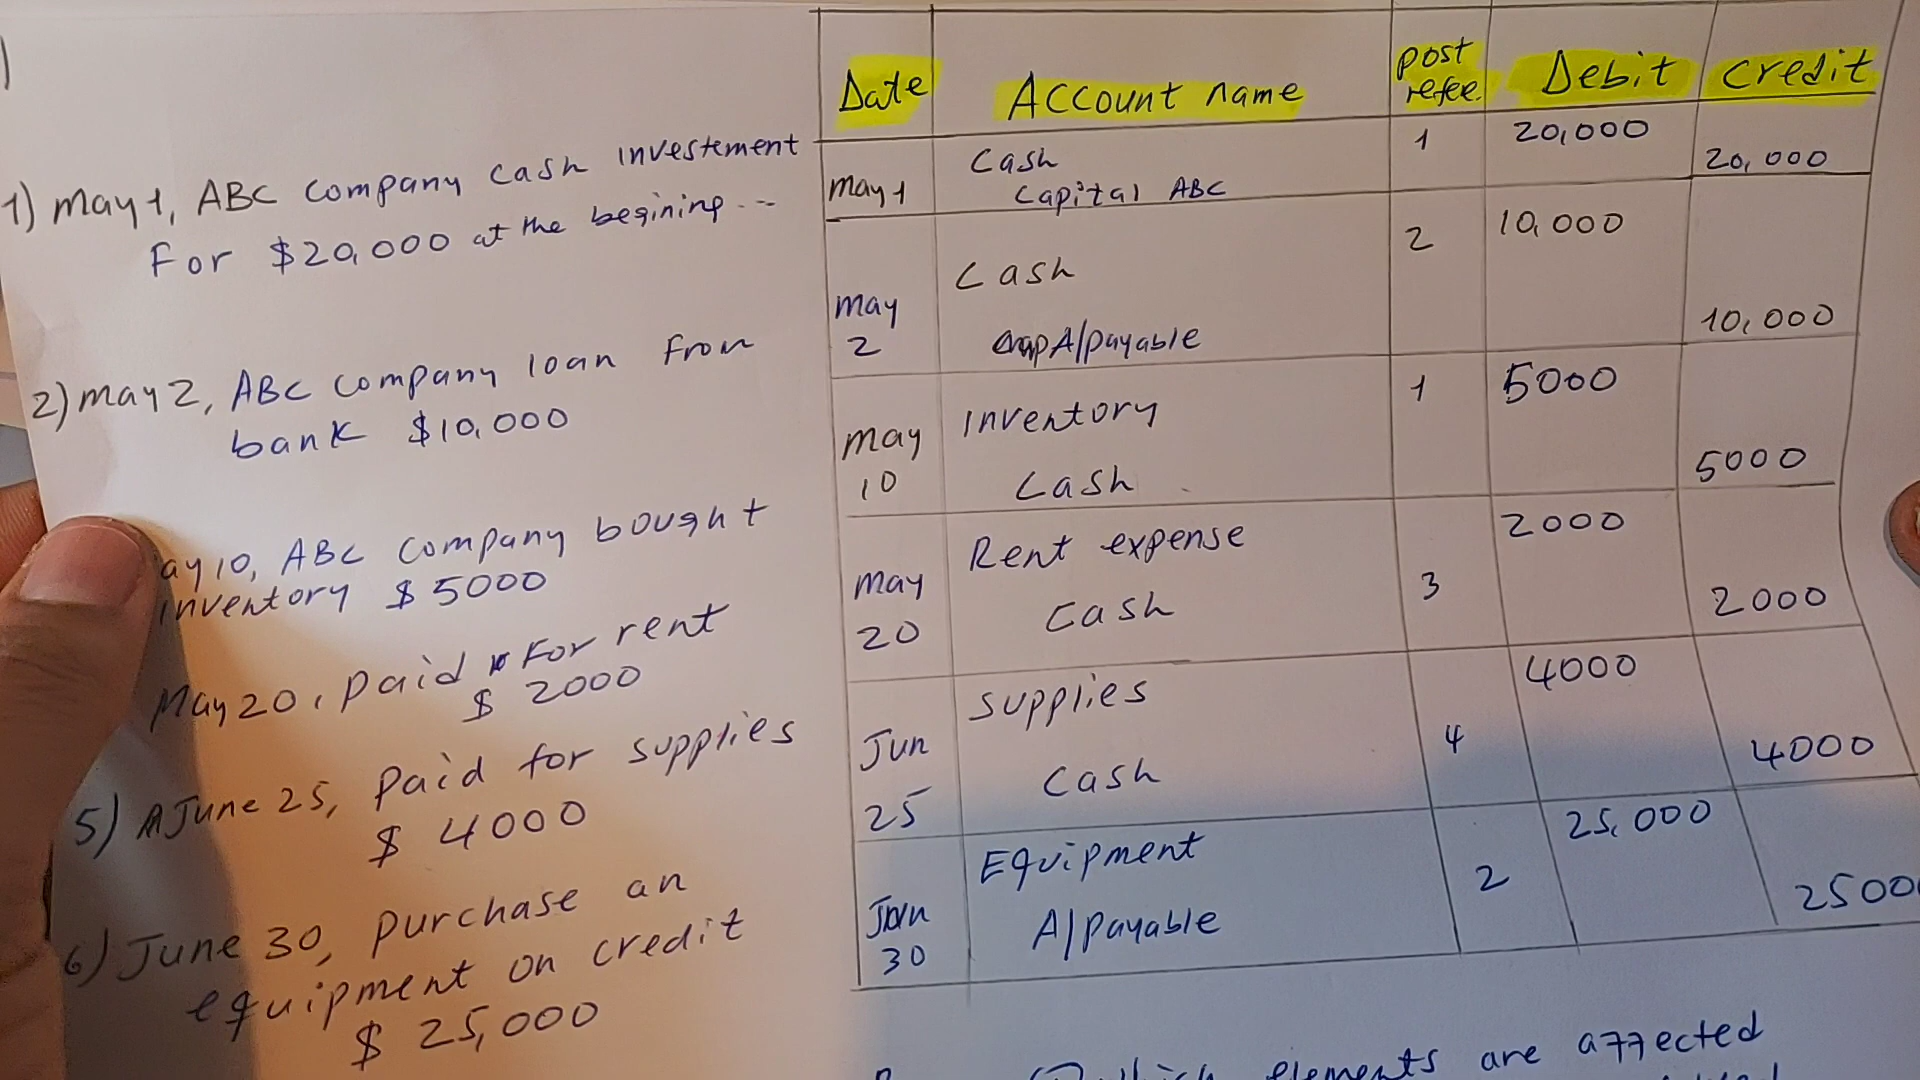 1) May 1, ABC company cash investement
For $20,000 at the begining ...
2) May 2, ABC company loan from
bank $10,000
ay 10, ABC company bought
inventory $5000
May 20, paid for rent
$ 2000
5) June 25, paid for supplies
$ 4000
6) June 30, purchase an
equipment on credit
$ 25,000
Date Account name post refee. Debit credit
May 1 Cash 1 20,000
Capital ABC 20,000
May 2 Cash 2 10,000
A/payable 10,000
May 10 Inventory 1 5000
Cash 5000
May 20 Rent expense 3 2000
Cash 2000
Jun 25 supplies 4 4000
Cash 4000
Jun 30 Equipment 2 25,000
A/payable 2500
which elements are affected